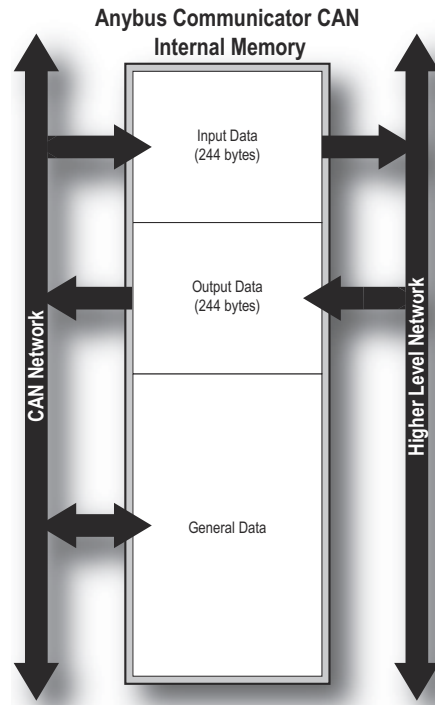 Anybus Communicator CAN
Internal Memory
Input Data
(244 bytes)
Output Data
(244 bytes)
General Data
CAN Network
Higher Level Network